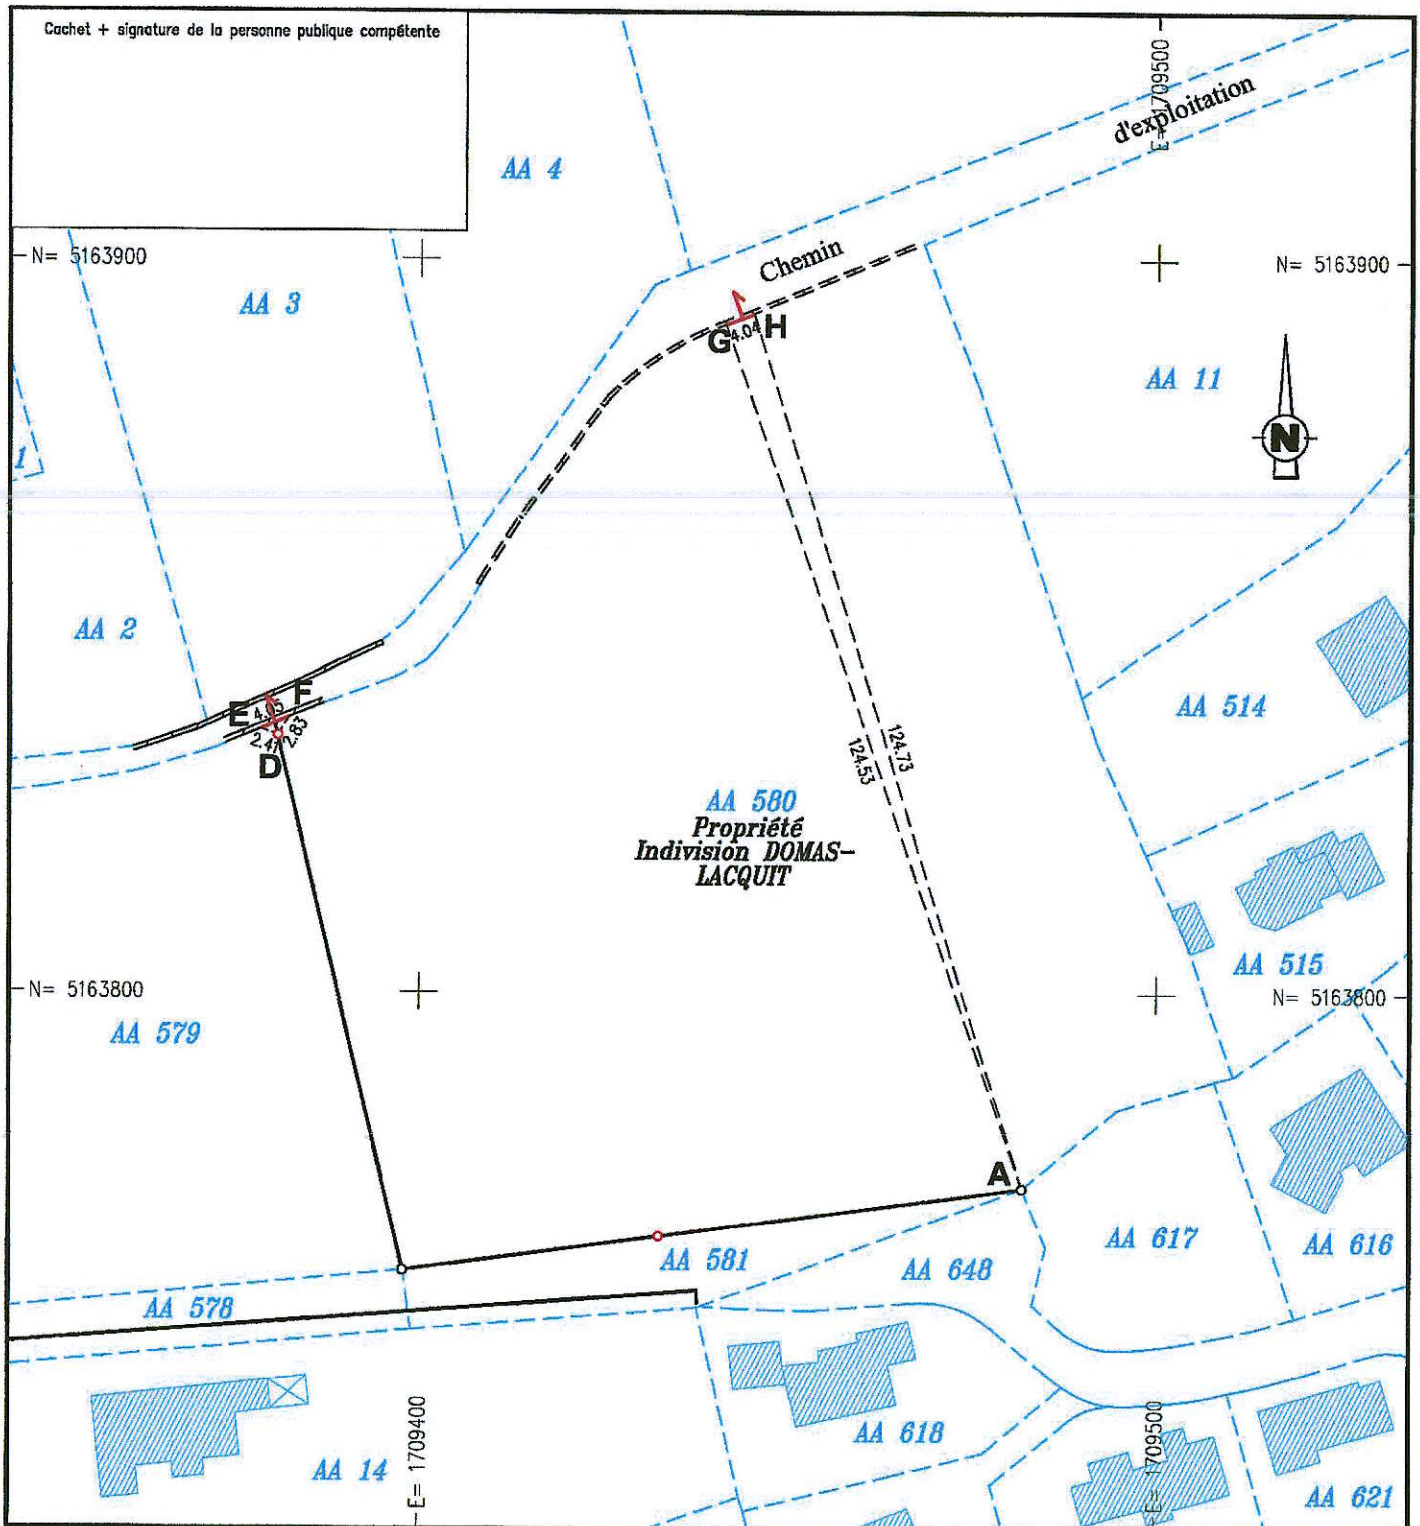 Cachet + signature de la personne publique compétente
E= 1709500
d'exploitation
AA 4
Chemin
N= 5163900
N= 5163900
AA 3
G
4.04
H
AA 11
N
1
AA 2
AA 514
E
F
4.05
2.47
2.83
D
124.53
124.73
AA 580
Propriété
Indivision DOMAS-
LACQUIT
AA 515
N= 5163800
N= 5163800
AA 579
A
AA 581
AA 648
AA 617
AA 616
AA 578
E= 1709400
E= 1709500
AA 618
AA 14
AA 621